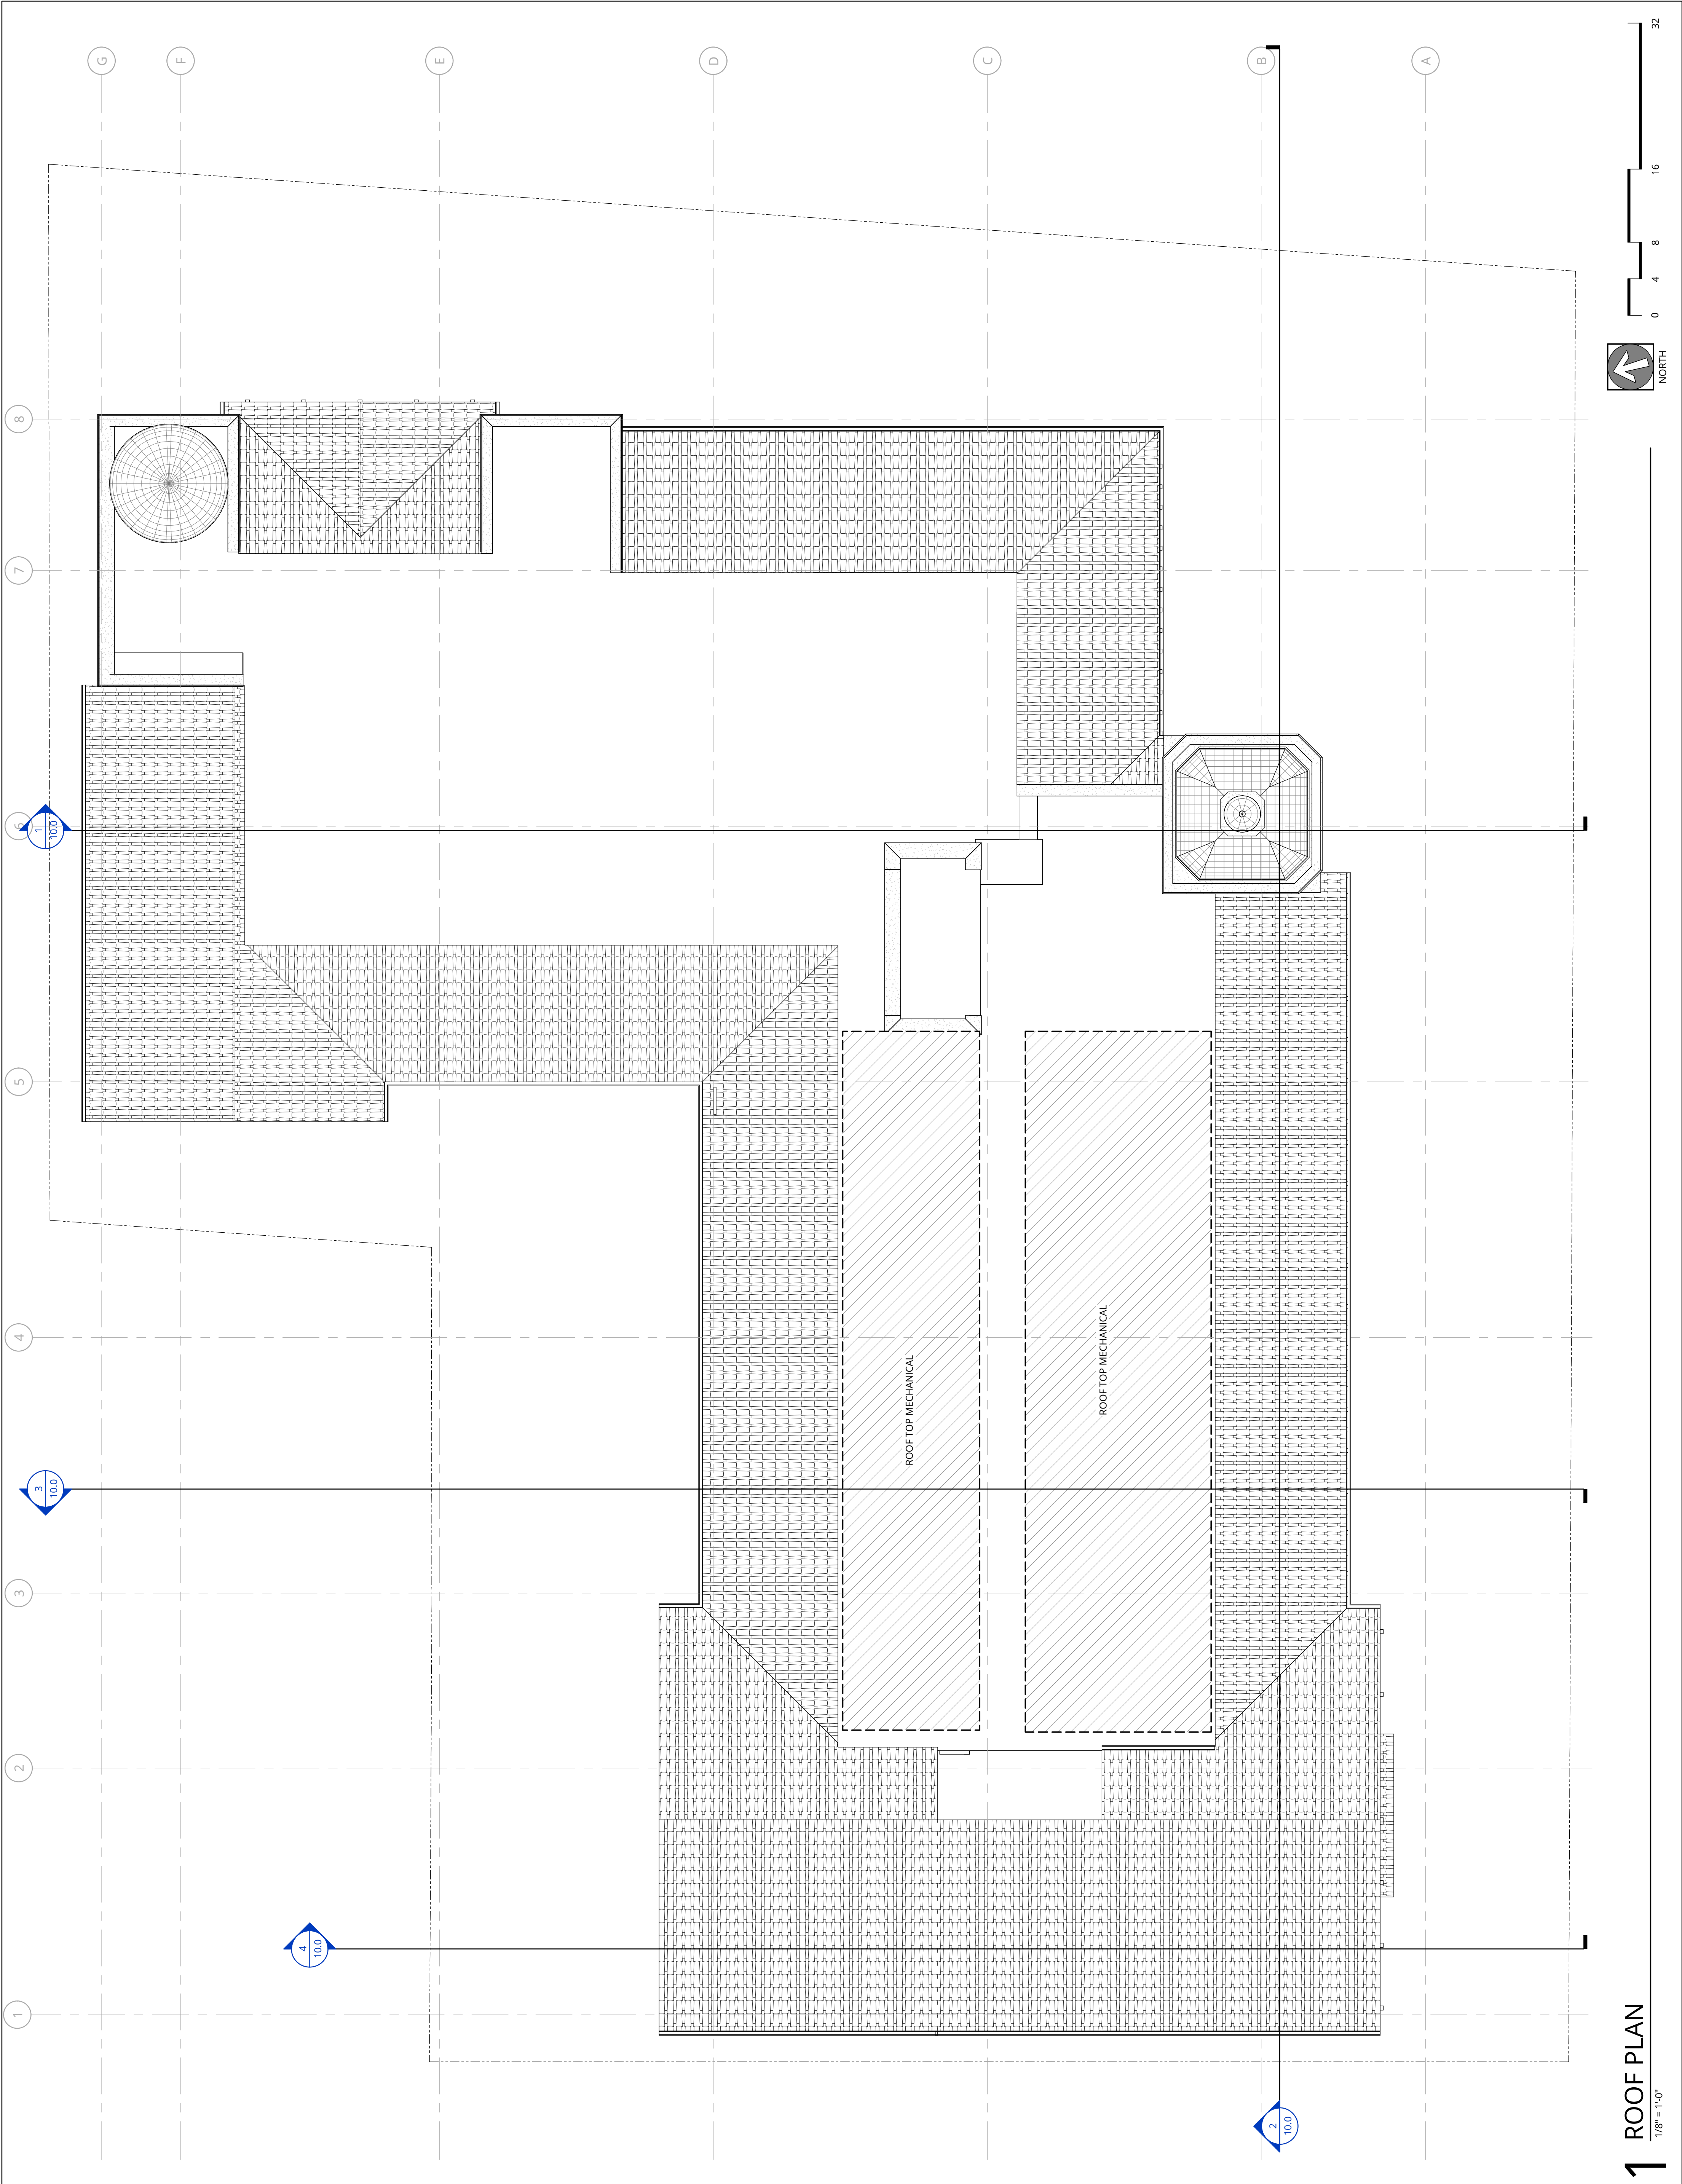 G
F
E
D
C
B
A
8
7
6
5
4
3
2
1
1
10.0
3
10.0
4
10.0
2
10.0
ROOF TOP MECHANICAL
ROOF TOP MECHANICAL
0 4 8 16 32
NORTH
1 ROOF PLAN
1/8" = 1'-0"